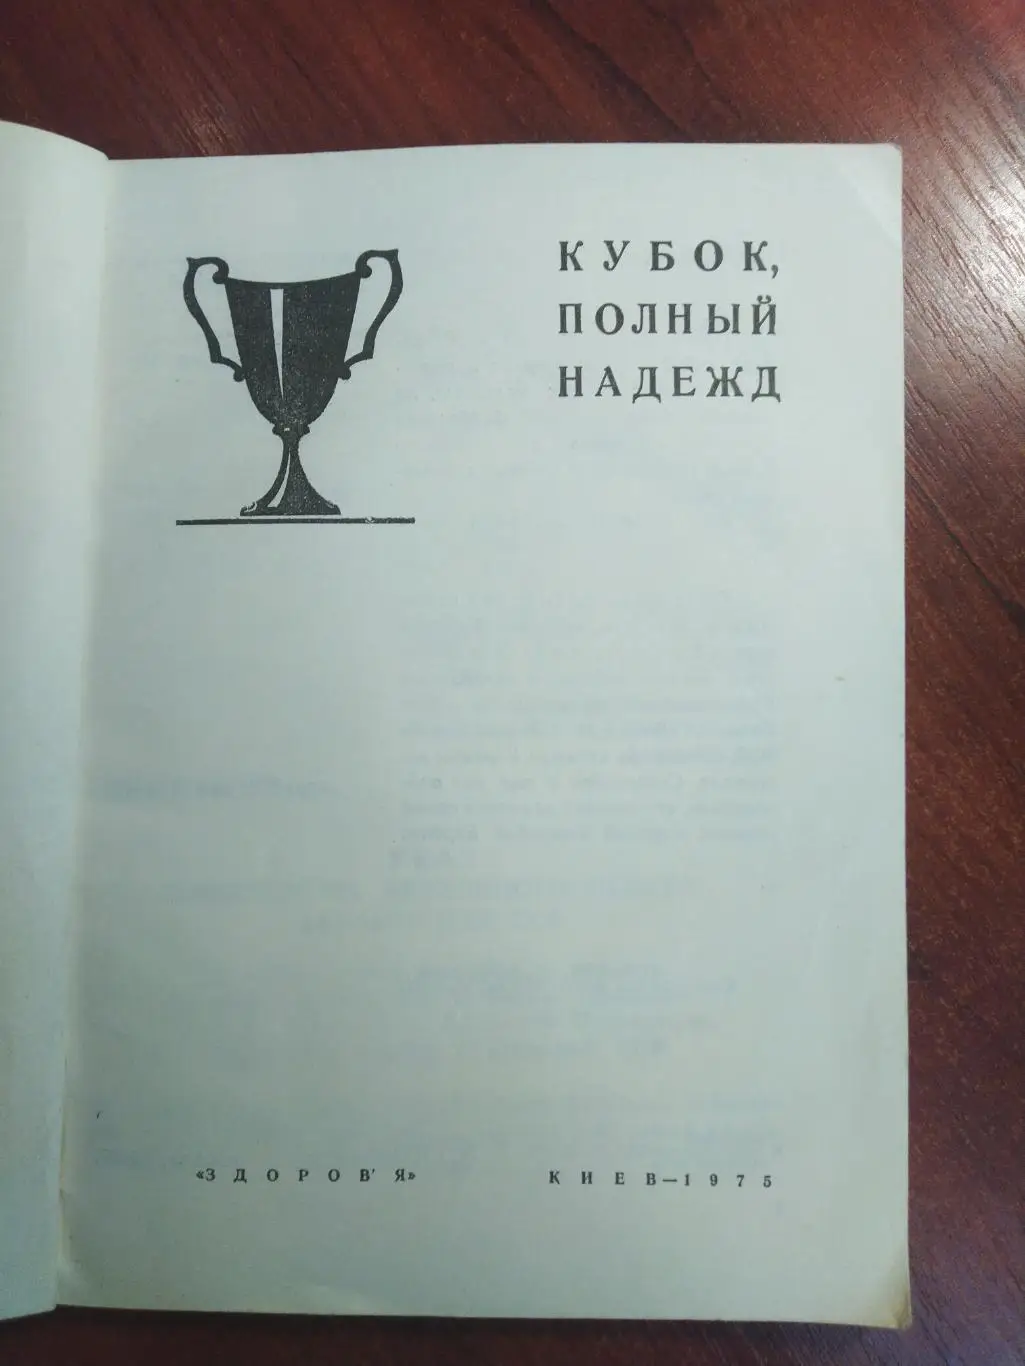 КУБОК,
ПОЛНЫЙ
НАДЕЖД
«ЗДОРОВ'Я» КИЕВ—1975